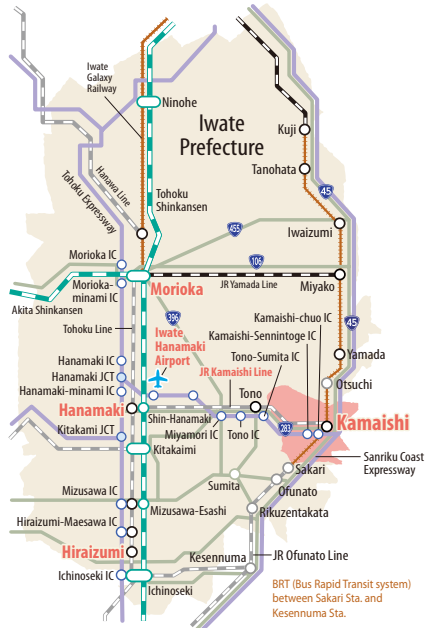 Iwate
Galaxy
Railway
Ninohe
Iwate
Prefecture
Kuji
Tanohata
Hanawa Line
Tohoku Expressway
Tohoku
Shinkansen
45
455
Iwaizumi
Morioka IC
106
Morioka-
minami IC
Morioka
JR Yamada Line
Miyako
Akita Shinkansen
396
Kamaishi-chuo IC
45
Tohoku Line
Iwate
Hanamaki
Airport
Kamaishi-Sennintoge IC
Tono-Sumita IC
Yamada
Hanamaki IC
Hanamaki JCT
JR Kamaishi Line
Otsuchi
Hanamaki-minami IC
Tono
Hanamaki
Shin-Hanamaki
283
Kamaishi
Kitakami JCT
Miyamori IC
Tono IC
Kitakaimi
Sanriku Coast
Expressway
Sakari
Sumita
Ofunato
Mizusawa IC
Mizusawa-Esashi
Rikuzentakata
Hiraizumi-Maesawa IC
Hiraizumi
Kesennuma
JR Ofunato Line
Ichinoseki IC
Ichinoseki
BRT (Bus Rapid Transit system)
between Sakari Sta. and
Kesennuma Sta.